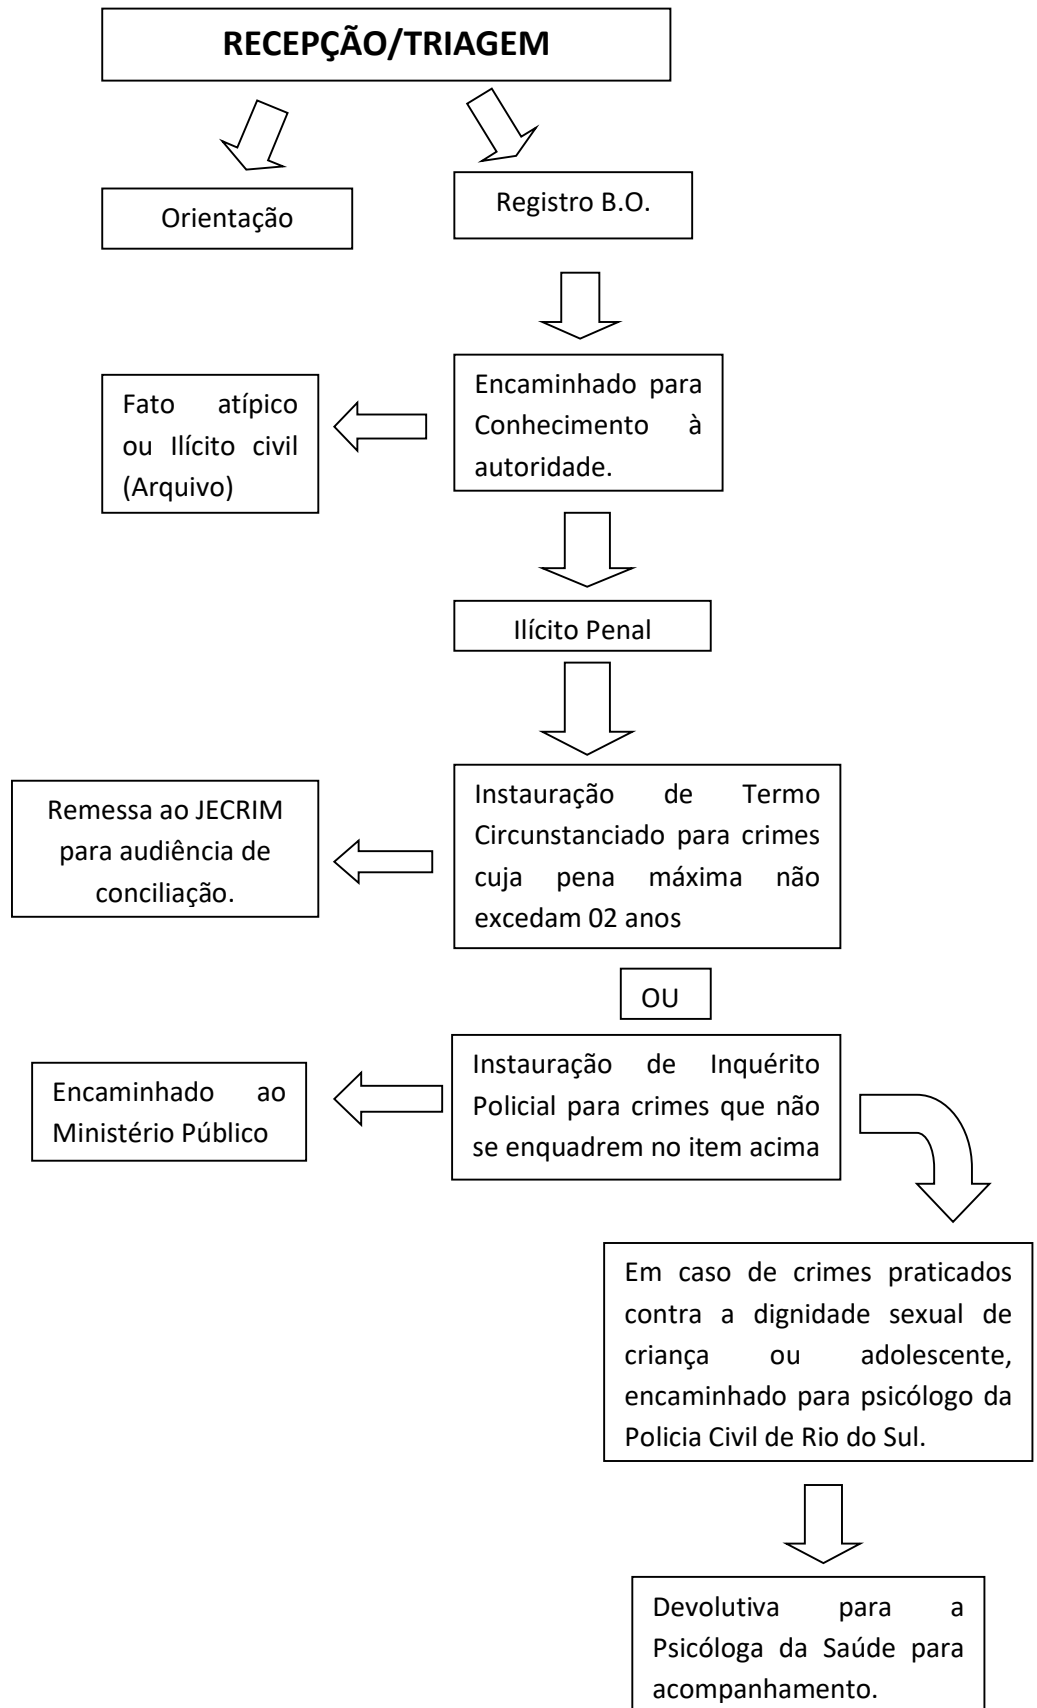 RECEPÇÃO/TRIAGEM
Orientação
Registro B.O.
Encaminhado para
Conhecimento à
autoridade.
Fato atípico
ou Ilícito civil
(Arquivo)
Ilícito Penal
Instauração de Termo
Circunstanciado para crimes
cuja pena máxima não
excedam 02 anos
Remessa ao JECRIM
para audiência de
conciliação.
OU
Instauração de Inquérito
Policial para crimes que não
se enquadrem no item acima
Encaminhado ao
Ministério Público
Em caso de crimes praticados
contra a dignidade sexual de
criança ou adolescente,
encaminhado para psicólogo da
Policia Civil de Rio do Sul.
Devolutiva para a
Psicóloga da Saúde para
acompanhamento.